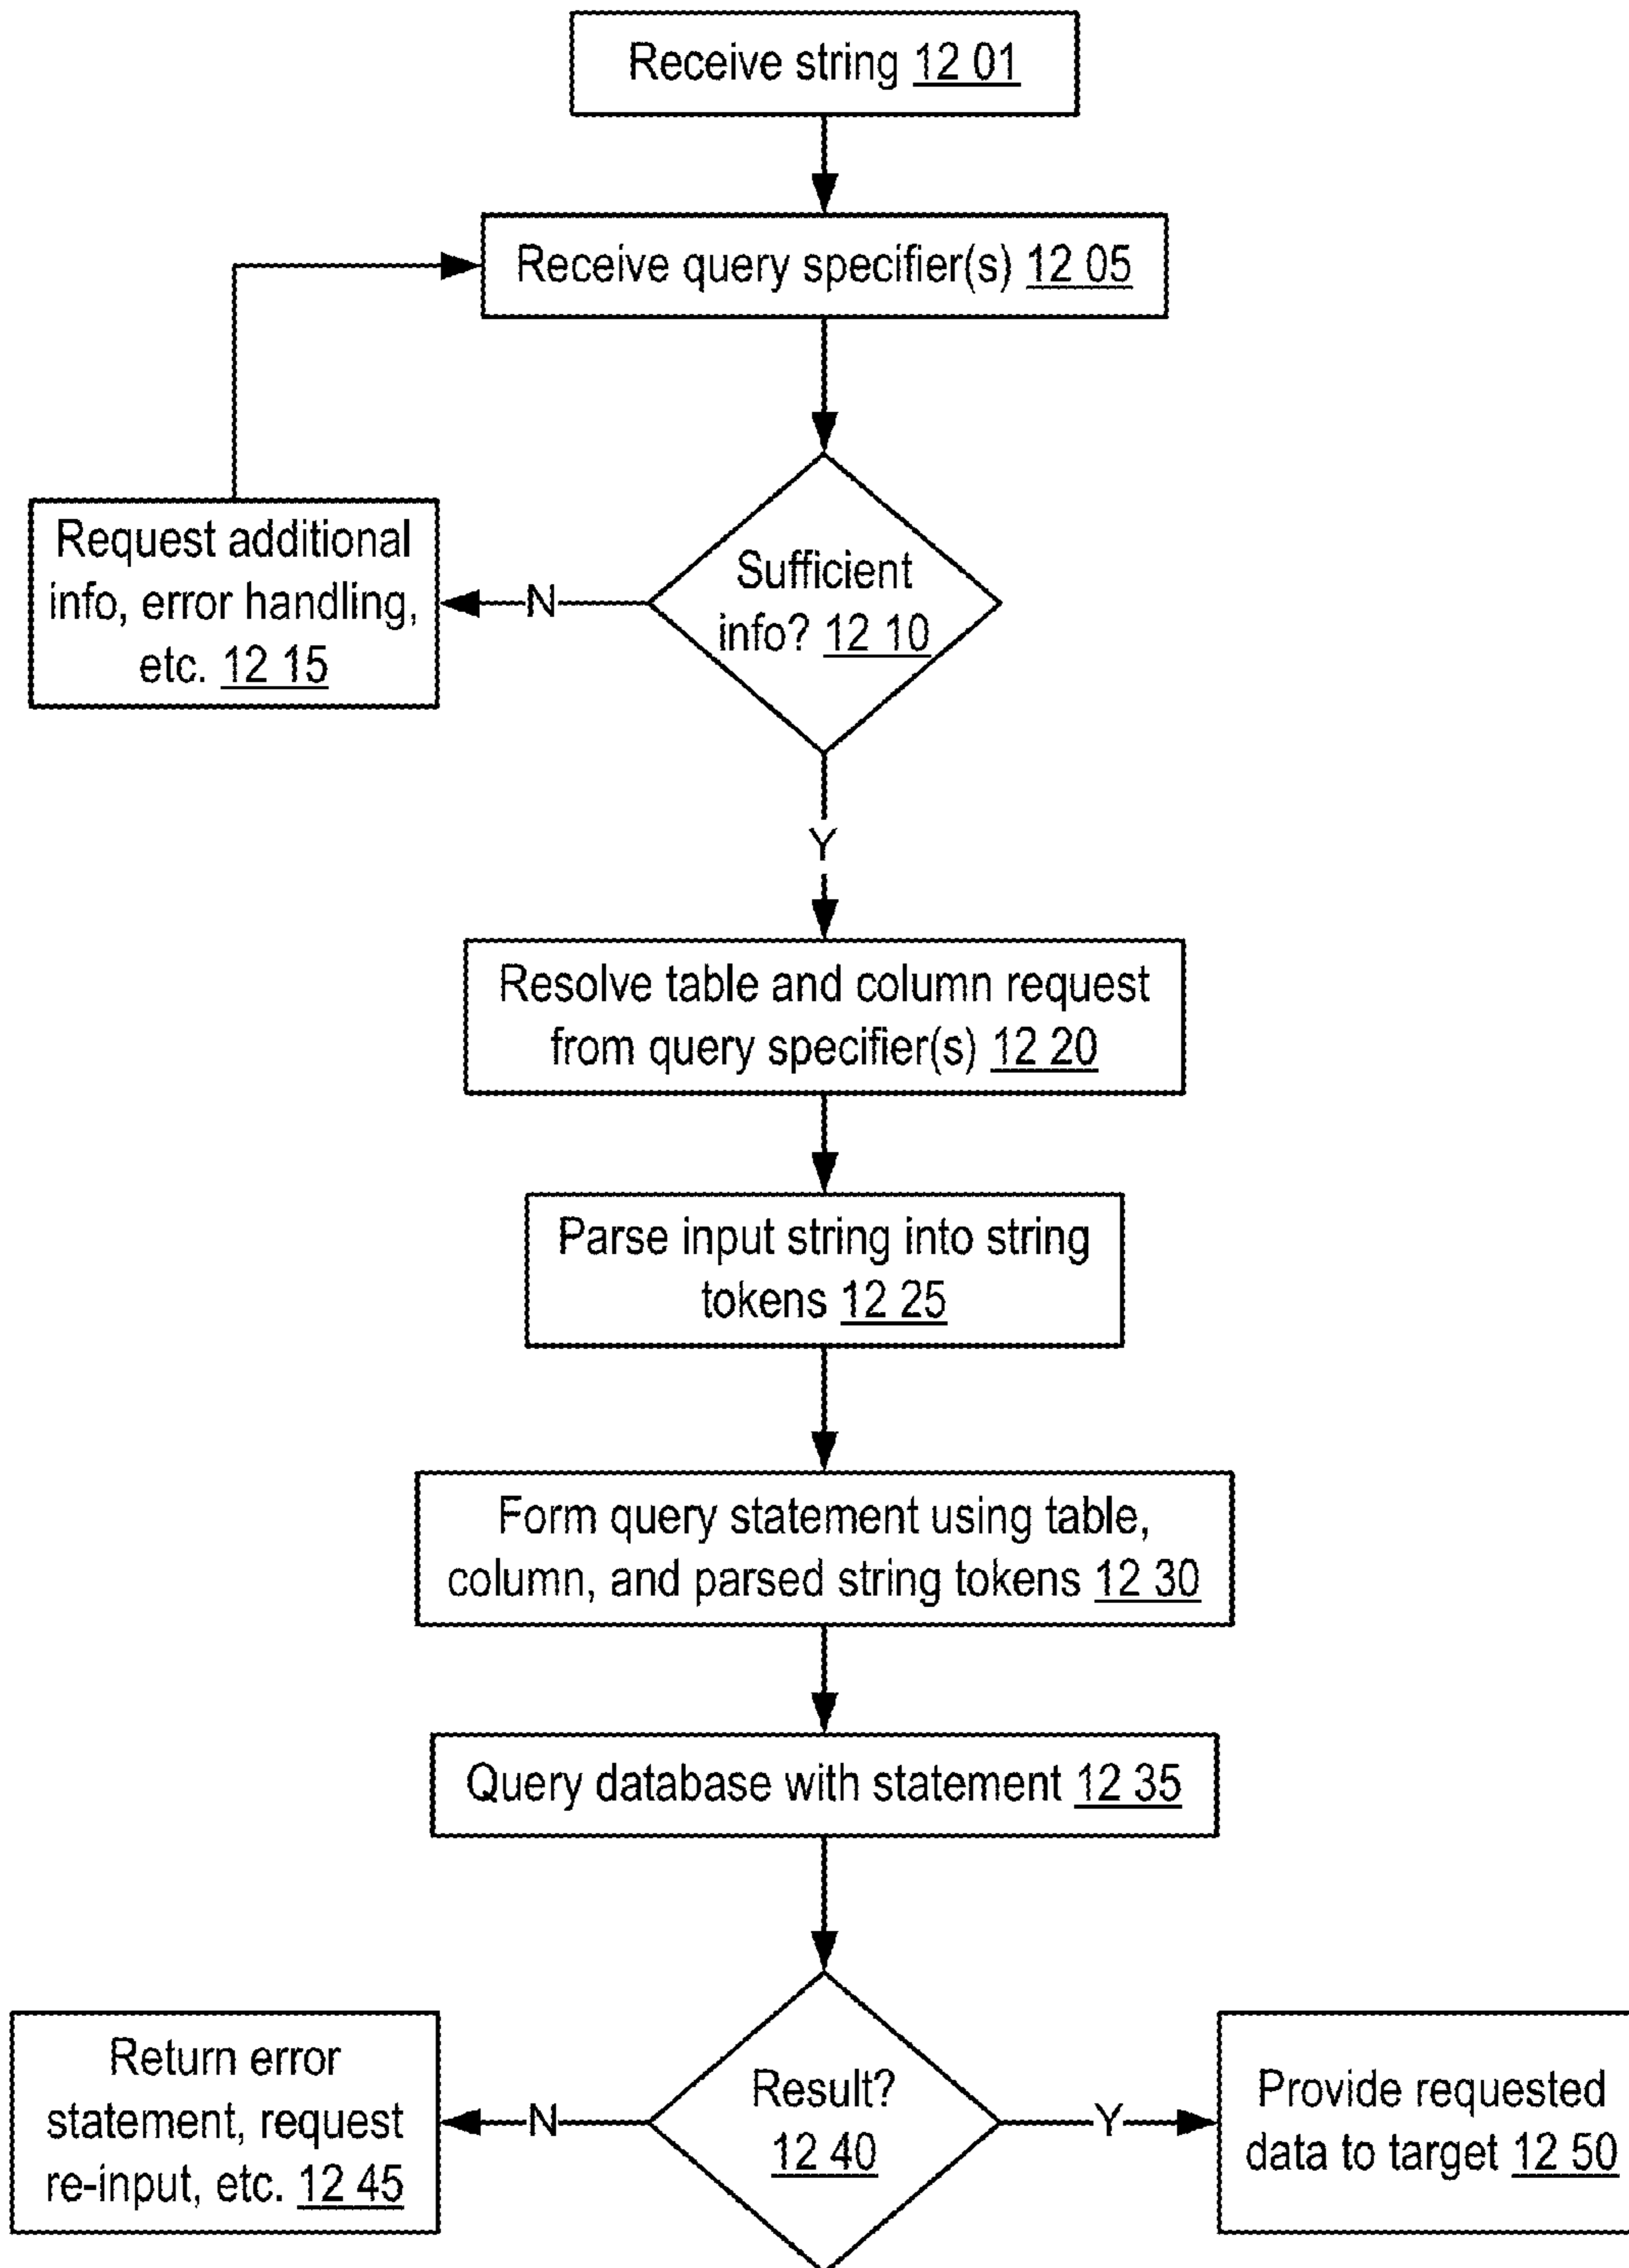 Receive string 12 01
Receive query specifier(s) 12 05
Request additional
info, error handling,
etc. 12 15
N
Sufficient
info? 12 10
Y
Resolve table and column request
from query specifier(s) 12 20
Parse input string into string
tokens 12 25
Form query statement using table,
column, and parsed string tokens 12 30
Query database with statement 12 35
Return error
statement, request
re-input, etc. 12 45
N
Result?
12 40
Y
Provide requested
data to target 12 50